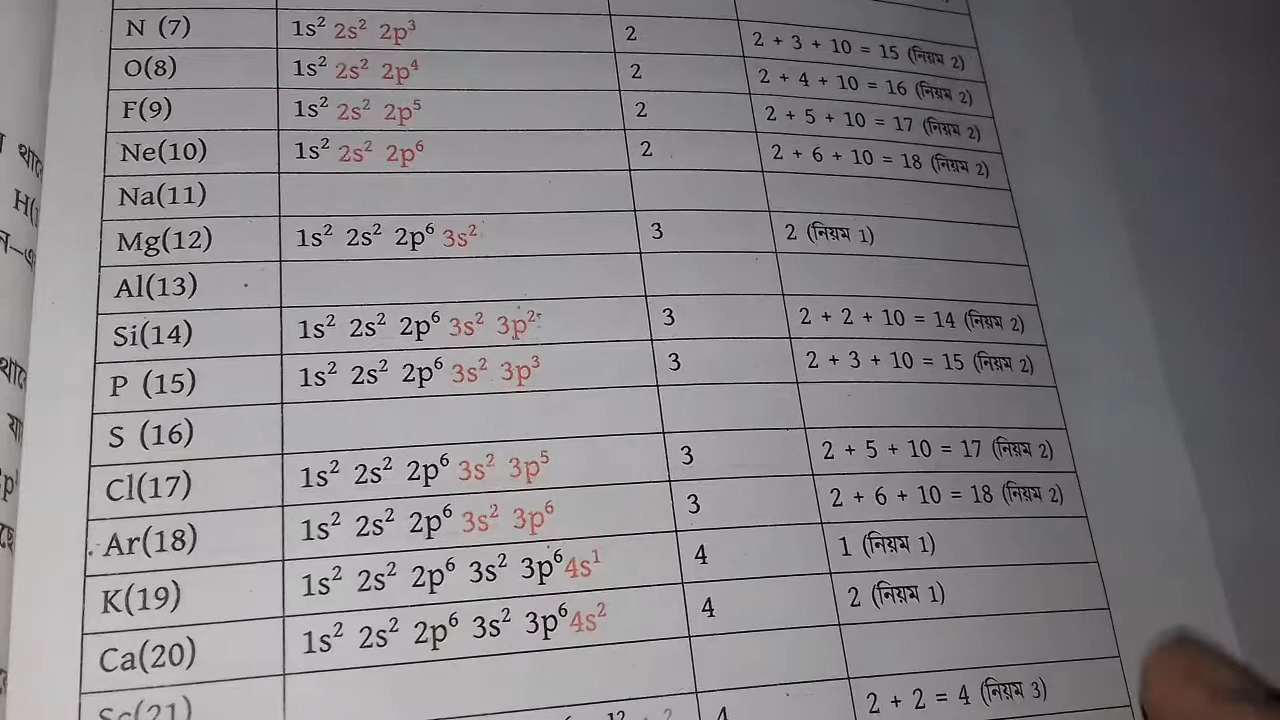 N (7) 1s² 2s² 2p³ 2 2 + 3 + 10 = 15 (নিয়ম 2)
O(8) 1s² 2s² 2p⁴ 2 2 + 4 + 10 = 16 (নিয়ম 2)
F(9) 1s² 2s² 2p⁵ 2 2 + 5 + 10 = 17 (নিয়ম 2)
Ne(10) 1s² 2s² 2p⁶ 2 2 + 6 + 10 = 18 (নিয়ম 2)
Na(11)
Mg(12) 1s² 2s² 2p⁶ 3s² 3 2 (নিয়ম 1)
Al(13)
Si(14) 1s² 2s² 2p⁶ 3s² 3p² 3 2 + 2 + 10 = 14 (নিয়ম 2)
P (15) 1s² 2s² 2p⁶ 3s² 3p³ 3 2 + 3 + 10 = 15 (নিয়ম 2)
S (16)
Cl(17) 1s² 2s² 2p⁶ 3s² 3p⁵ 3 2 + 5 + 10 = 17 (নিয়ম 2)
Ar(18) 1s² 2s² 2p⁶ 3s² 3p⁶ 3 2 + 6 + 10 = 18 (নিয়ম 2)
K(19) 1s² 2s² 2p⁶ 3s² 3p⁶4s¹ 4 1 (নিয়ম 1)
Ca(20) 1s² 2s² 2p⁶ 3s² 3p⁶4s² 4 2 (নিয়ম 1)
Sc(21)
2 + 2 = 4 (নিয়ম 3)